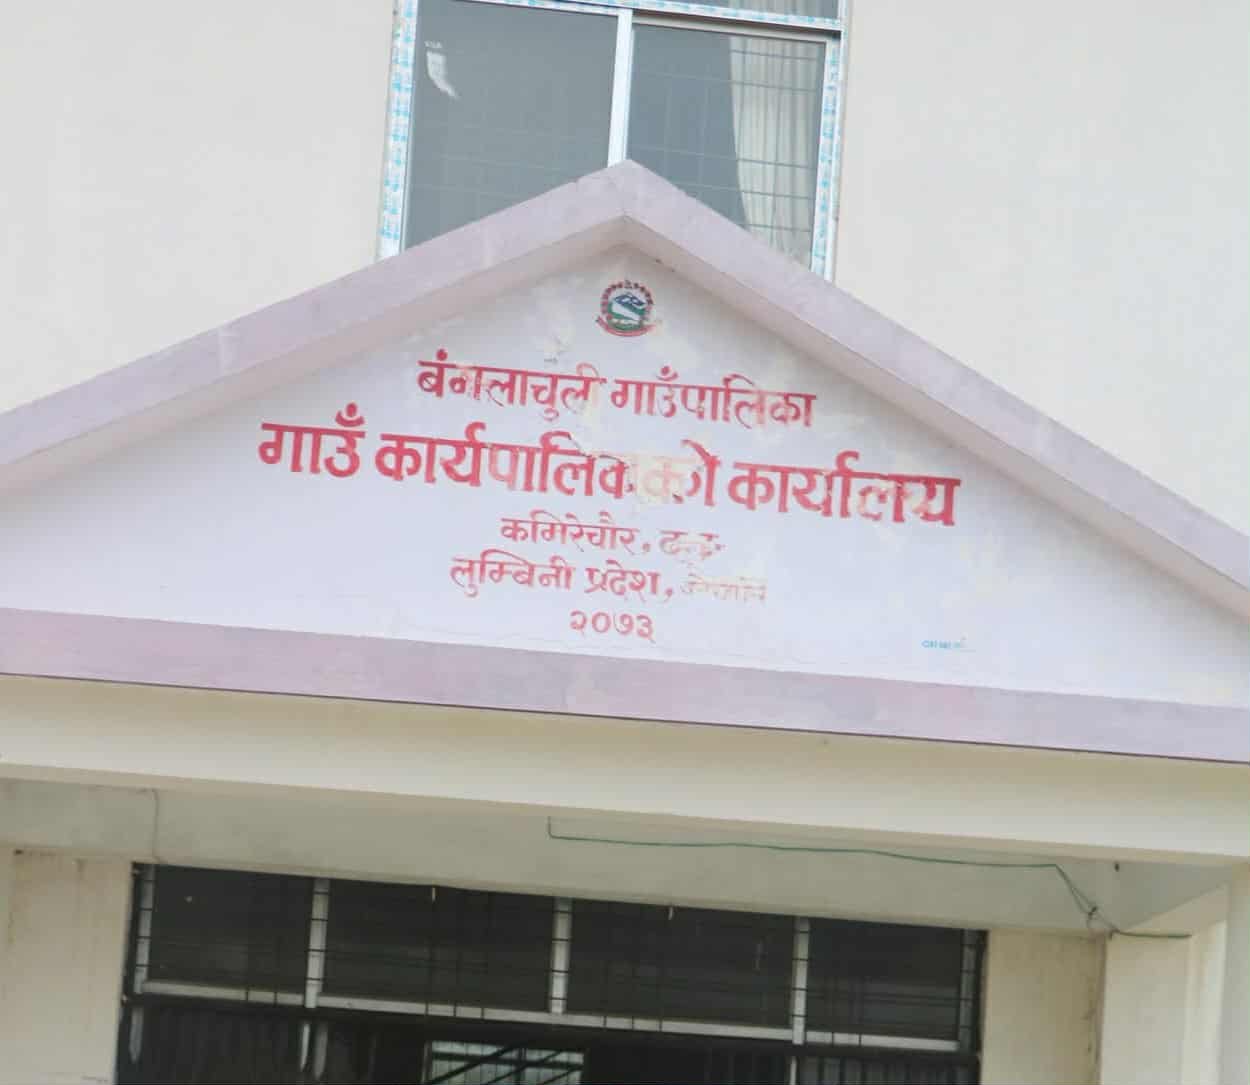 बंगलाचुली गाउँपालिका
गाउँ कार्यपालिकाको कार्यालय
कमिरेचौर,
लुम्बिनी प्रदेश, नेपाल
२०७३